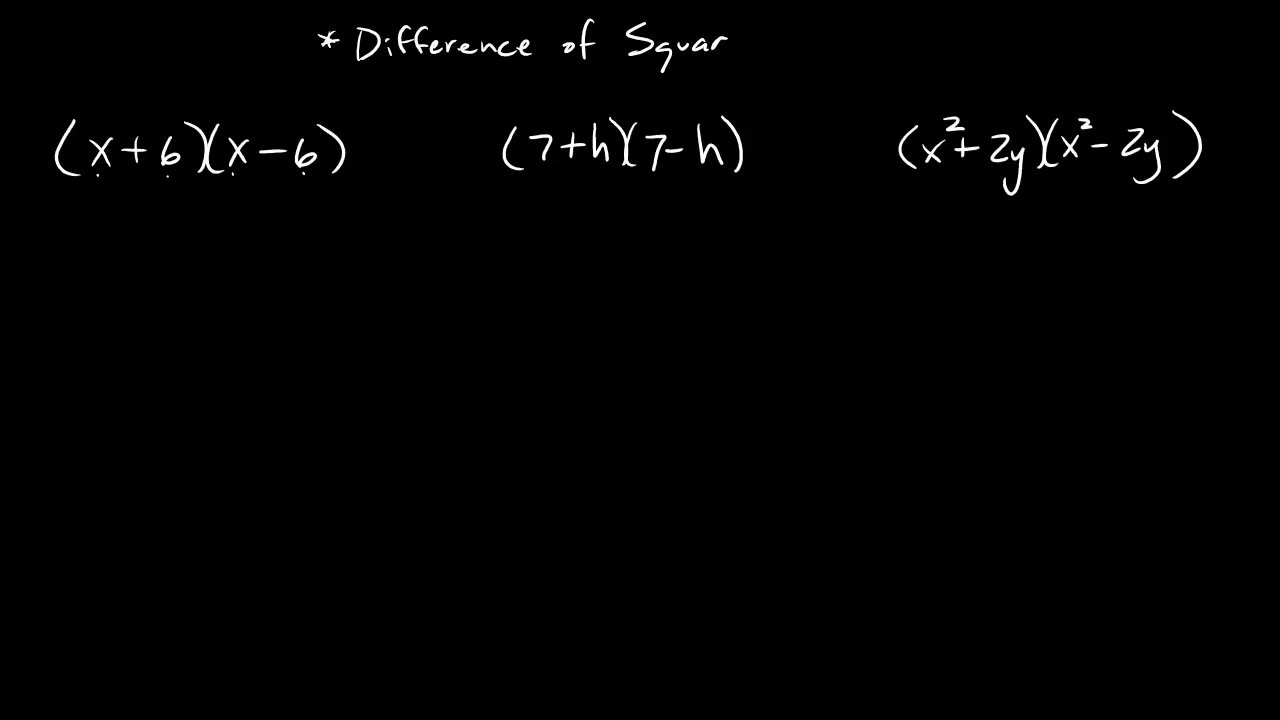 * Difference of Squar
(x+6)(x-6) (7+h)(7-h) (x²+2y)(x²-2y)